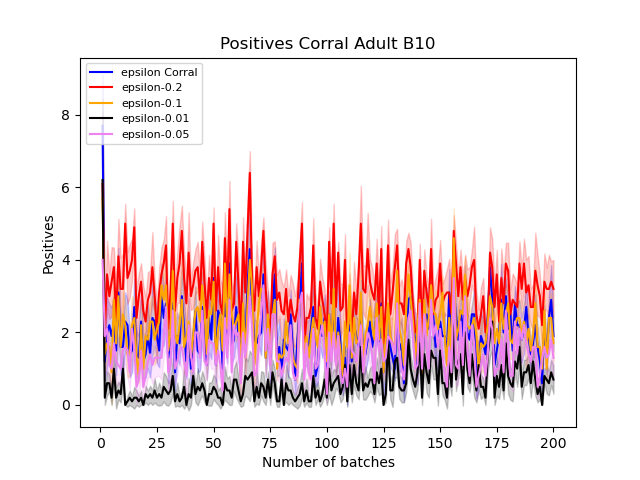 Positives Corral Adult B10
epsilon Corral
epsilon-0.2
epsilon-0.1
epsilon-0.01
epsilon-0.05
Positives
8
6
4
2
0
0 25 50 75 100 125 150 175 200
Number of batches